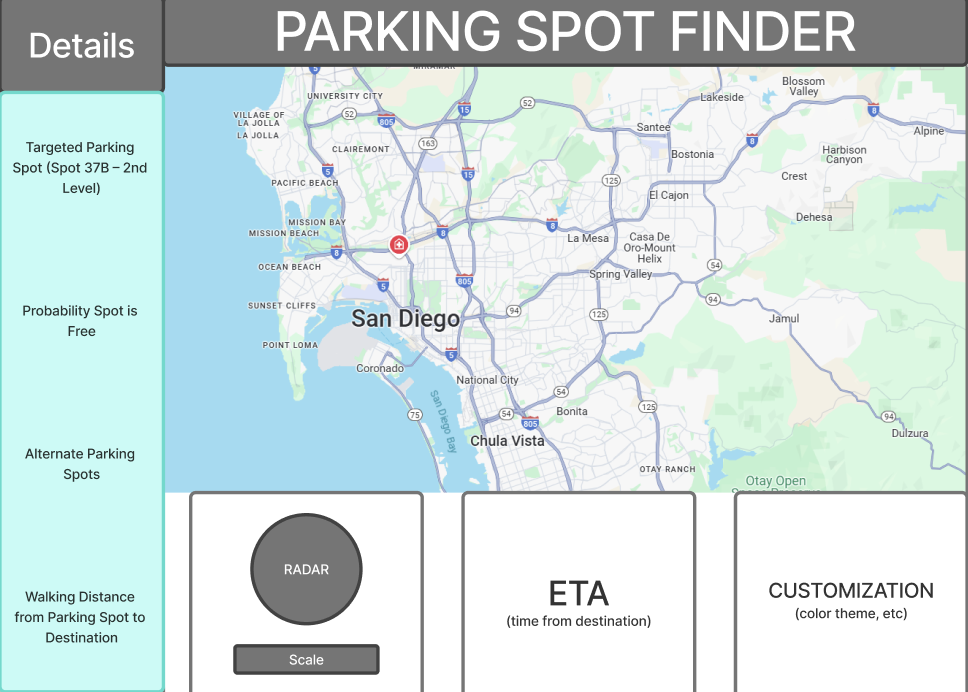 Details
PARKING SPOT FINDER
Targeted Parking
Spot (Spot 37B – 2nd
Level)
Probability Spot is
Free
Alternate Parking
Spots
Walking Distance
from Parking Spot to
Destination
MIRAMAR
5
UNIVERSITY CITY
15
52
Lakeside
Blossom
Valley
8
VILLAGE OF
LA JOLLA
52
805
Santee
Alpine
LA JOLLA
CLAIREMONT
163
8
Harbison
Canyon
Bostonia
5
15
125
Crest
PACIFIC BEACH
El Cajon
MISSION BAY
8
8
Dehesa
MISSION BEACH
La Mesa
Casa De
Oro-Mount
Helix
8
OCEAN BEACH
54
5
805
Spring Valley
SUNSET CLIFFS
94
94
San Diego
125
Jamul
POINT LOMA
5
Coronado
National City
54
125
San Diego Bay
75
54
805
Bonita
94
Chula Vista
Dulzura
OTAY RANCH
Otay Open
RADAR
Scale
ETA
(time from destination)
CUSTOMIZATION
(color theme, etc)